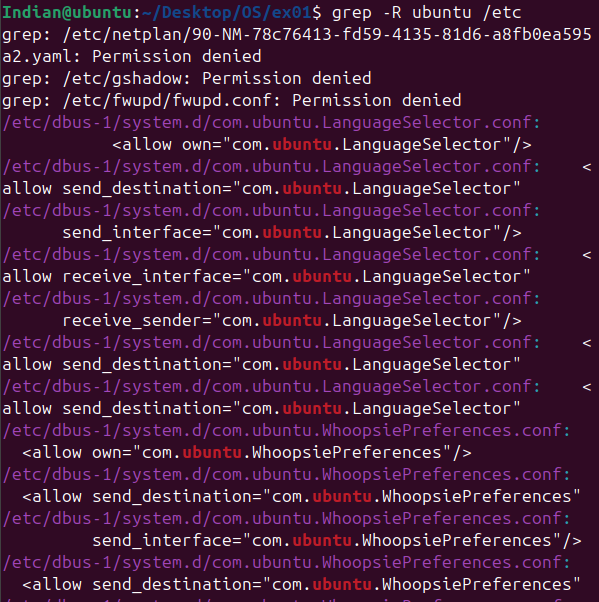 Indian@ubuntu:~/Desktop/OS/ex01$ grep -R ubuntu /etc
grep: /etc/netplan/90-NM-78c76413-fd59-4135-81d6-a8fb0ea595
a2.yaml: Permission denied
grep: /etc/gshadow: Permission denied
grep: /etc/fwupd/fwupd.conf: Permission denied
/etc/dbus-1/system.d/com.ubuntu.LanguageSelector.conf:
<allow own="com.ubuntu.LanguageSelector"/>
/etc/dbus-1/system.d/com.ubuntu.LanguageSelector.conf:    <
allow send_destination="com.ubuntu.LanguageSelector"
/etc/dbus-1/system.d/com.ubuntu.LanguageSelector.conf:
send_interface="com.ubuntu.LanguageSelector"/>
/etc/dbus-1/system.d/com.ubuntu.LanguageSelector.conf:    <
allow receive_interface="com.ubuntu.LanguageSelector"
/etc/dbus-1/system.d/com.ubuntu.LanguageSelector.conf:
receive_sender="com.ubuntu.LanguageSelector"/>
/etc/dbus-1/system.d/com.ubuntu.LanguageSelector.conf:    <
allow send_destination="com.ubuntu.LanguageSelector"
/etc/dbus-1/system.d/com.ubuntu.LanguageSelector.conf:    <
allow send_destination="com.ubuntu.LanguageSelector"
/etc/dbus-1/system.d/com.ubuntu.WhoopsiePreferences.conf:
<allow own="com.ubuntu.WhoopsiePreferences"/>
/etc/dbus-1/system.d/com.ubuntu.WhoopsiePreferences.conf:
<allow send_destination="com.ubuntu.WhoopsiePreferences"
/etc/dbus-1/system.d/com.ubuntu.WhoopsiePreferences.conf:
send_interface="com.ubuntu.WhoopsiePreferences"/>
/etc/dbus-1/system.d/com.ubuntu.WhoopsiePreferences.conf:
<allow send_destination="com.ubuntu.WhoopsiePreferences"